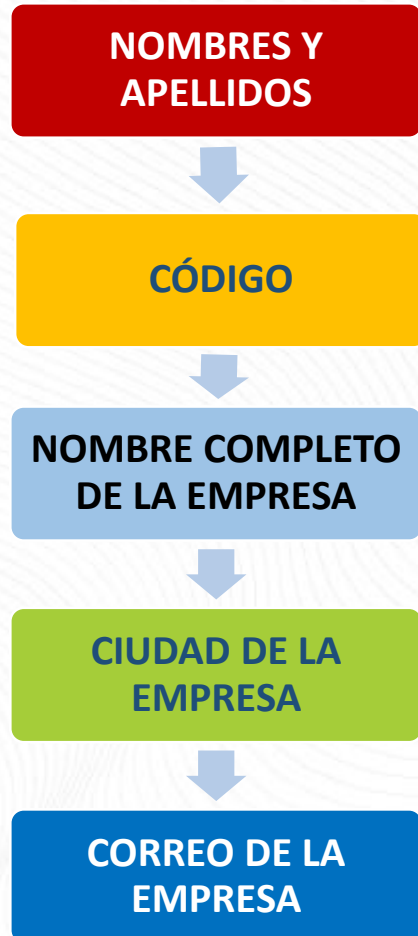 NOMBRES Y
APELLIDOS
CÓDIGO
NOMBRE COMPLETO
DE LA EMPRESA
CIUDAD DE LA
EMPRESA
CORREO DE LA
EMPRESA